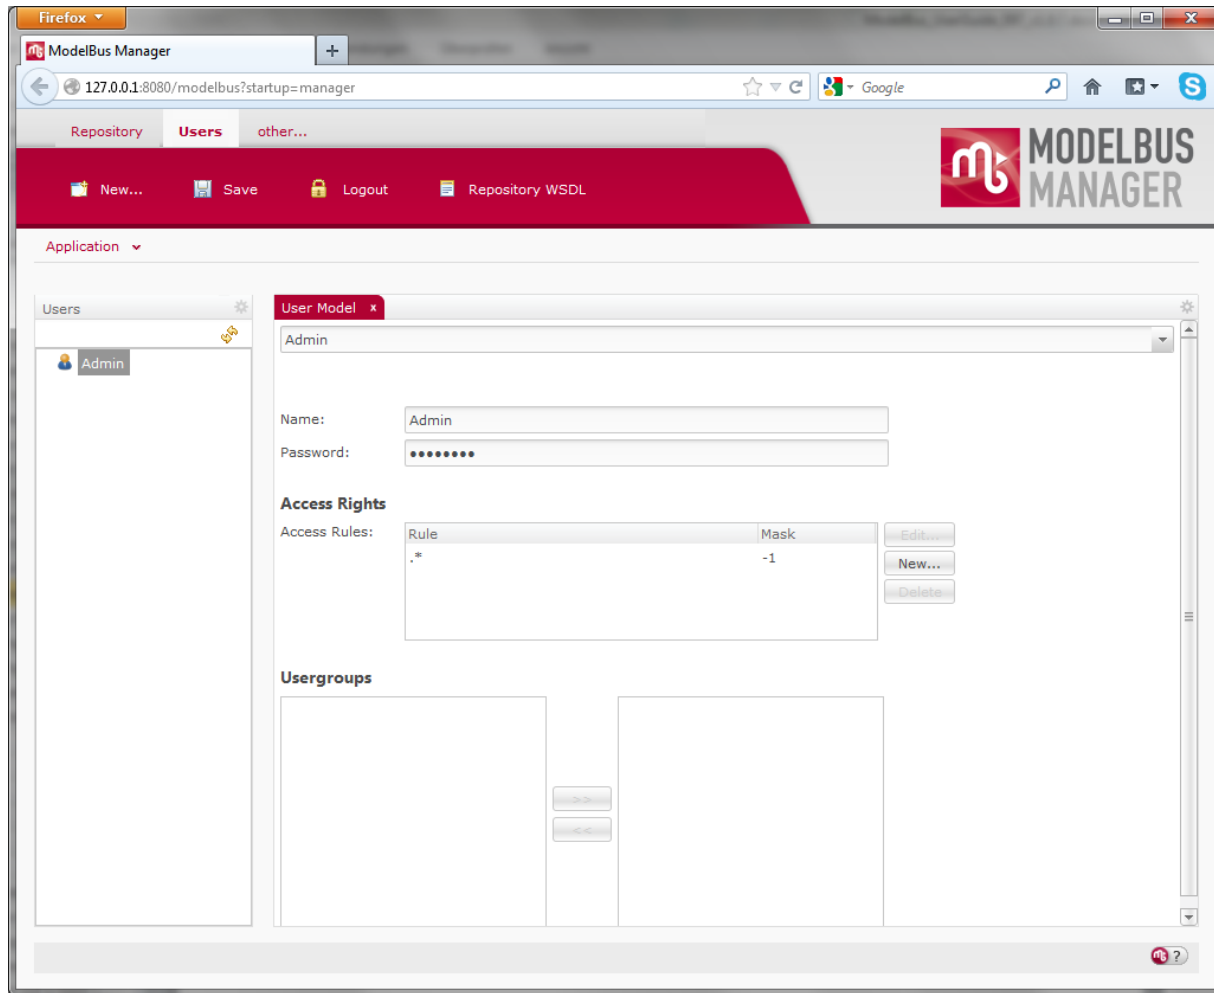 Firefox
ModelBus Manager
127.0.0.1:8080/modelbus?startup=manager
Google
Repository Users other...
MODELBUS
MANAGER
New... Save Logout Repository WSDL
Application
Users
User Model x
Admin
Admin
Name: Admin
Password: ••••••••
Access Rights
Access Rules:
Rule Mask
.* -1
Edit...
New...
Delete
Usergroups
>>
<<
?